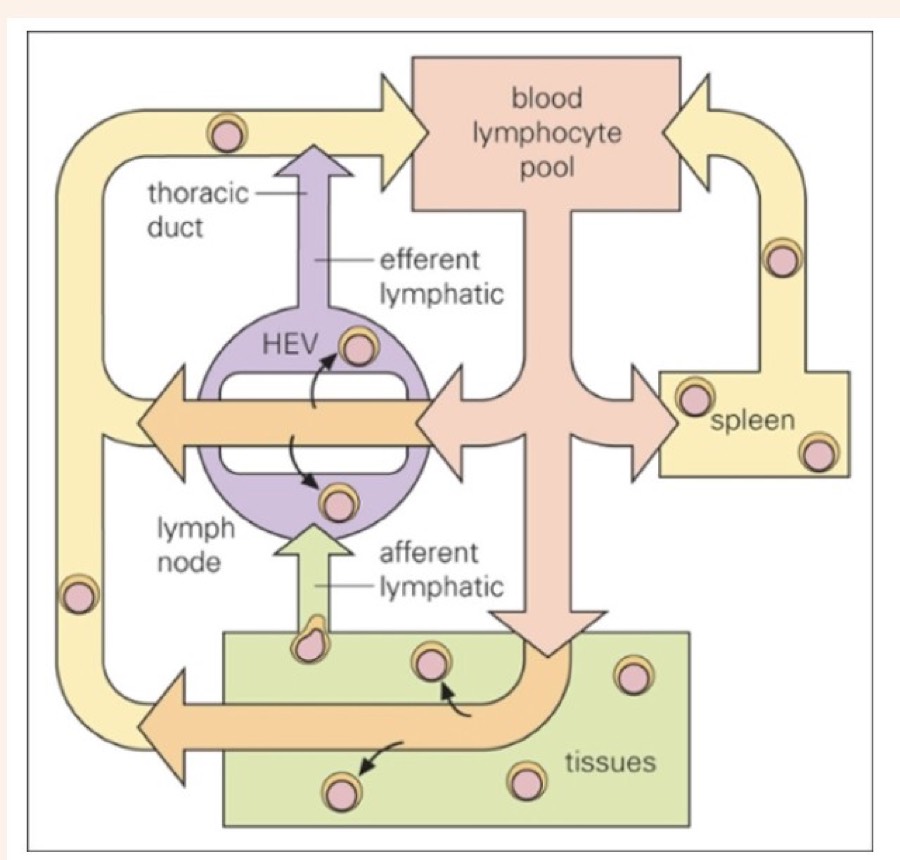 blood
lymphocyte
pool
thoracic
duct
efferent
lymphatic
HEV
spleen
lymph
node
afferent
lymphatic
tissues